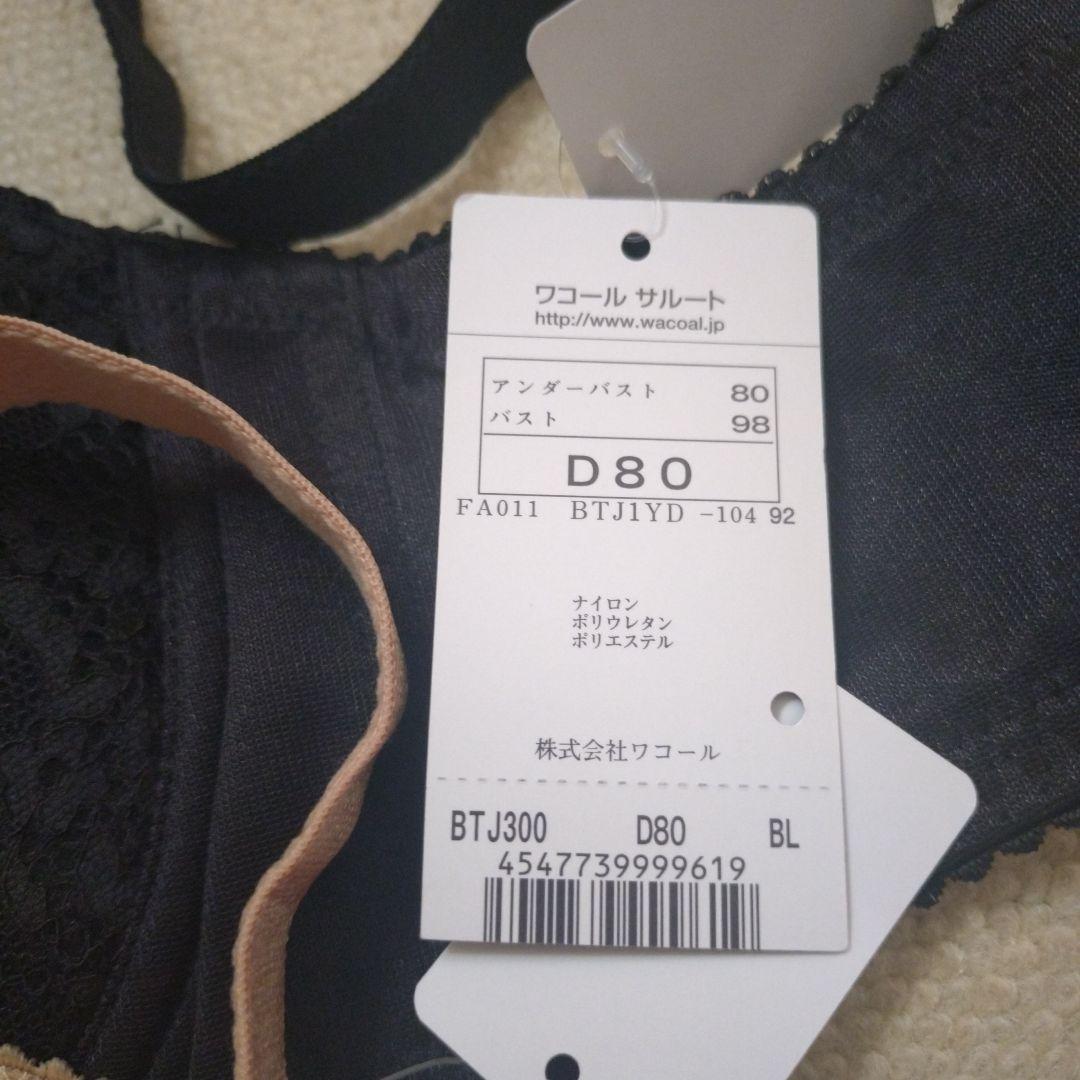 ワコール サルート
http://www.wacoal.jp
アンダーバスト 80
バスト 98
D80
FA011 BTJ1YD -104 92
ナイロン
ポリウレタン
ポリエステル
株式会社ワコール
BTJ300 D80 BL
4547739999619